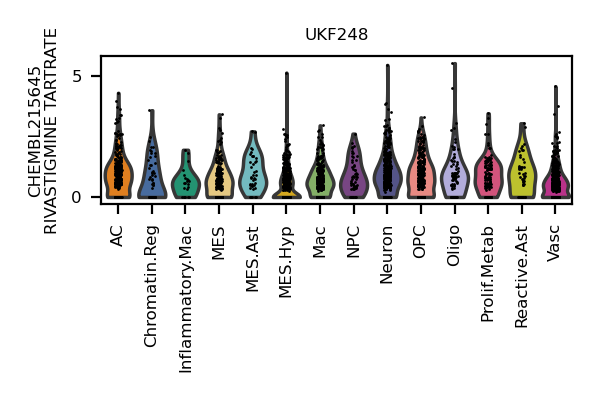 UKF248
CHEMBL215645
RIVASTIGMINE TARTRATE
5
0
AC
Chromatin.Reg
Inflammatory.Mac
MES
MES.Ast
MES.Hyp
Mac
NPC
Neuron
OPC
Oligo
Prolif.Metab
Reactive.Ast
Vasc